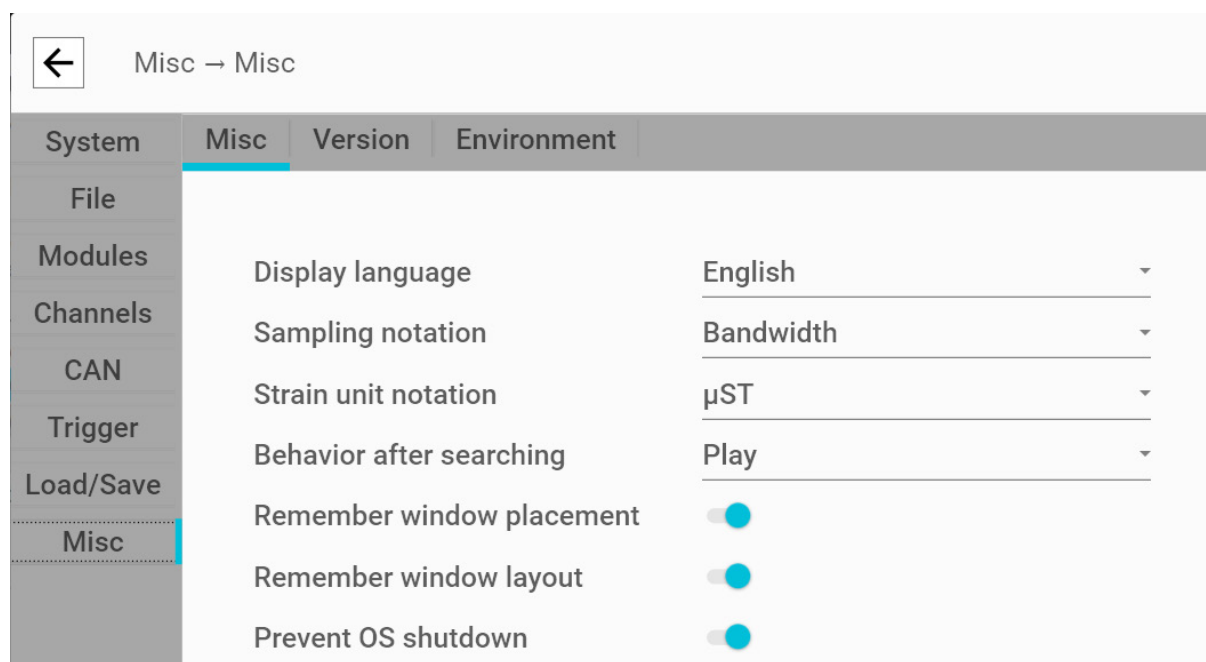 Misc → Misc
System
File
Modules
Channels
CAN
Trigger
Load/Save
Misc
Misc Version Environment
Display language English
Sampling notation Bandwidth
Strain unit notation µST
Behavior after searching Play
Remember window placement
Remember window layout
Prevent OS shutdown